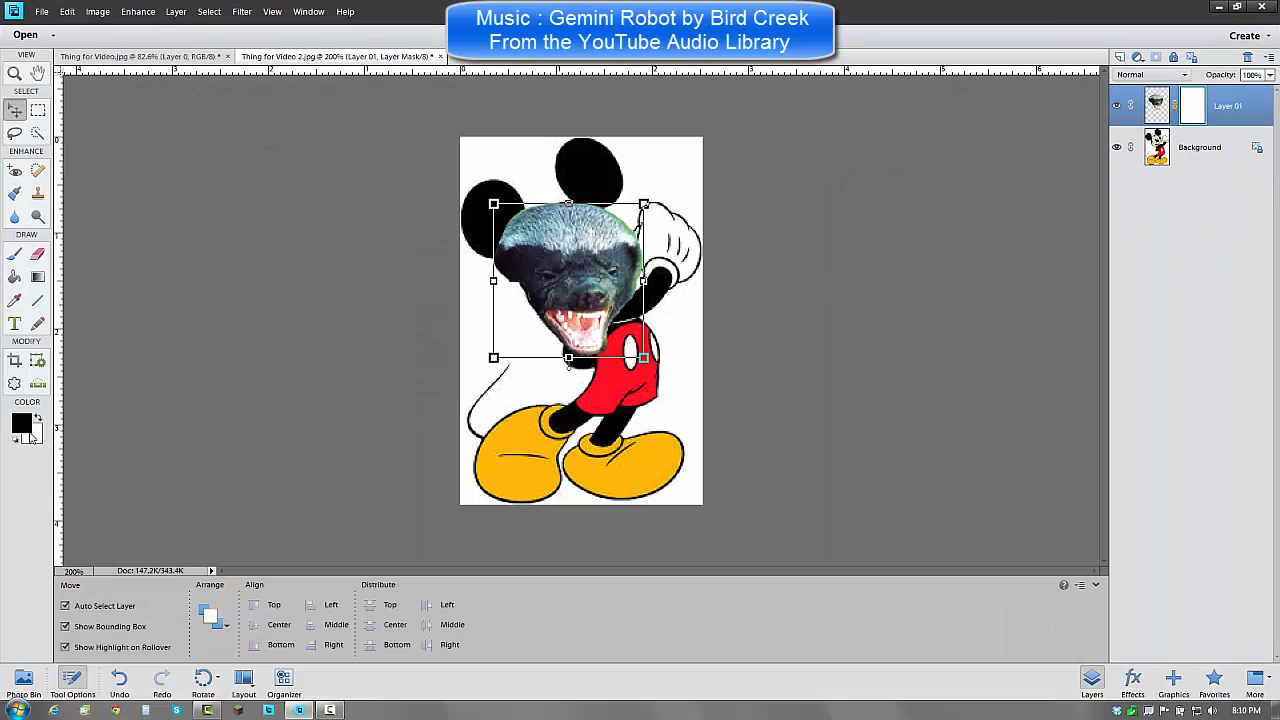 File Edit Image Enhance Layer Select Filter View Window Help
Music : Gemini Robot by Bird Creek
From the YouTube Audio Library
Open
Create
VIEW
Thing for Video.jpg @ 82.6% (Layer 0, RGB/8) * ×
Thing for Video 2.jpg @ 200% (Layer 01, Layer Mask/8) * ×
Normal
Opacity: 100%
SELECT
Layer 01
Background
ENHANCE
DRAW
MODIFY
COLOR
200% Doc: 147.2K/343.4K
Move
Arrange
Align
Distribute
Auto Select Layer
Top Left
Top Left
Show Bounding Box
Center Middle
Center Middle
Show Highlight on Rollover
Bottom Right
Bottom Right
Photo Bin Tool Options Undo Redo Rotate Layout Organizer
Layers Effects Graphics Favorites More
8:10 PM